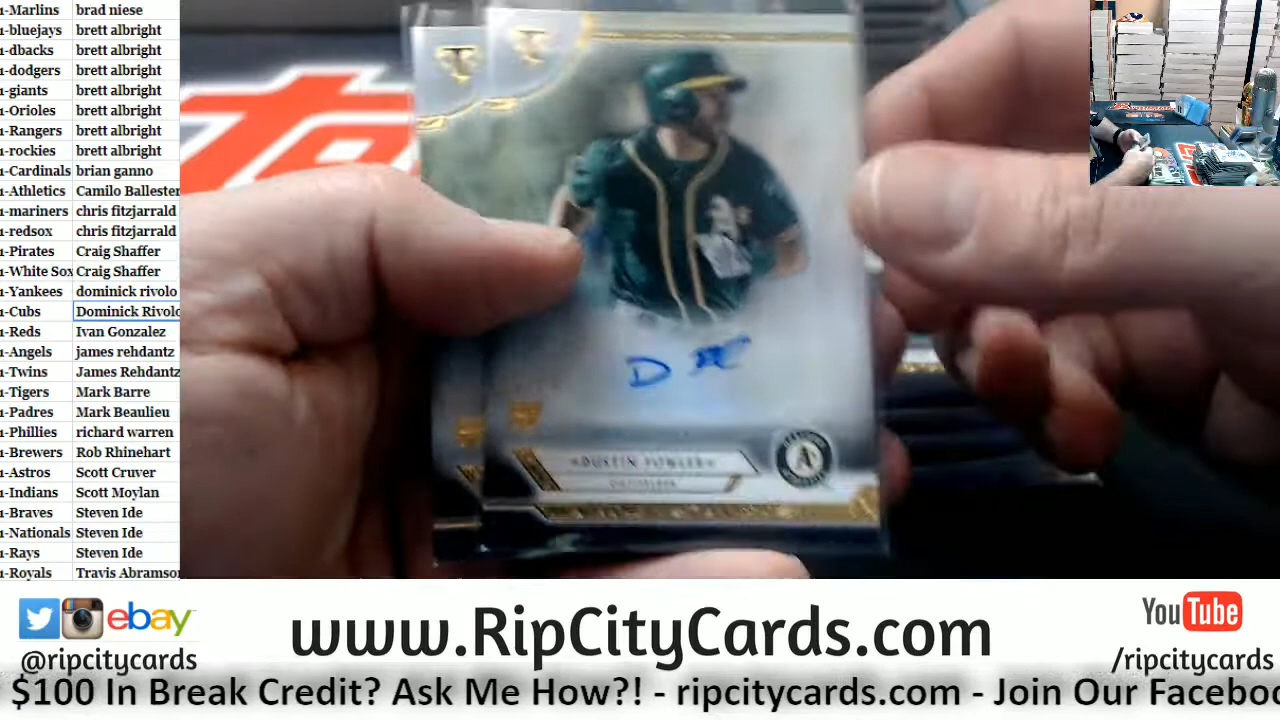 1-Marlins brad niese
1-bluejays brett albright
1-dbacks brett albright
1-dodgers brett albright
1-giants brett albright
1-Orioles brett albright
1-Rangers brett albright
1-rockies brett albright
1-Cardinals brian ganno
1-Athletics Camilo Ballester
1-mariners chris fitzjarrald
1-redsox chris fitzjarrald
1-Pirates Craig Shaffer
1-White Sox Craig Shaffer
1-Yankees dominick rivolo
1-Cubs Dominick Rivolo
1-Reds Ivan Gonzalez
1-Angels james rehdantz
1-Twins James Rehdantz
1-Tigers Mark Barre
1-Padres Mark Beaulieu
1-Phillies richard warren
1-Brewers Rob Rhinehart
1-Astros Scott Cruver
1-Indians Scott Moylan
1-Braves Steven Ide
1-Nationals Steven Ide
1-Rays Steven Ide
1-Royals Travis Abramson
A's
DUSTIN FOWLER
A's
ebay
@ripcitycards
www.RipCityCards.com
YouTube
/ripcitycards
$100 In Break Credit? Ask Me How?! - ripcitycards.com - Join Our Faceboo